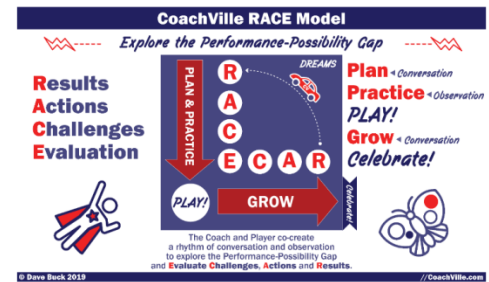 CoachVille RACE Model
Explore the Performance-Possibility Gap
Results
Actions
Challenges
Evaluation
PLAN & PRACTICE
R
A
C
E C A R
DREAMS
PLAY!
GROW
Celebrate!
Plan Conversation
Practice Observation
PLAY!
Grow Conversation
Celebrate!
The Coach and Player co-create
a rhythm of conversation and observation
to explore the Performance-Possibility Gap
and Evaluate Challenges, Actions and Results.
© Dave Buck 2019
//CoachVille.com